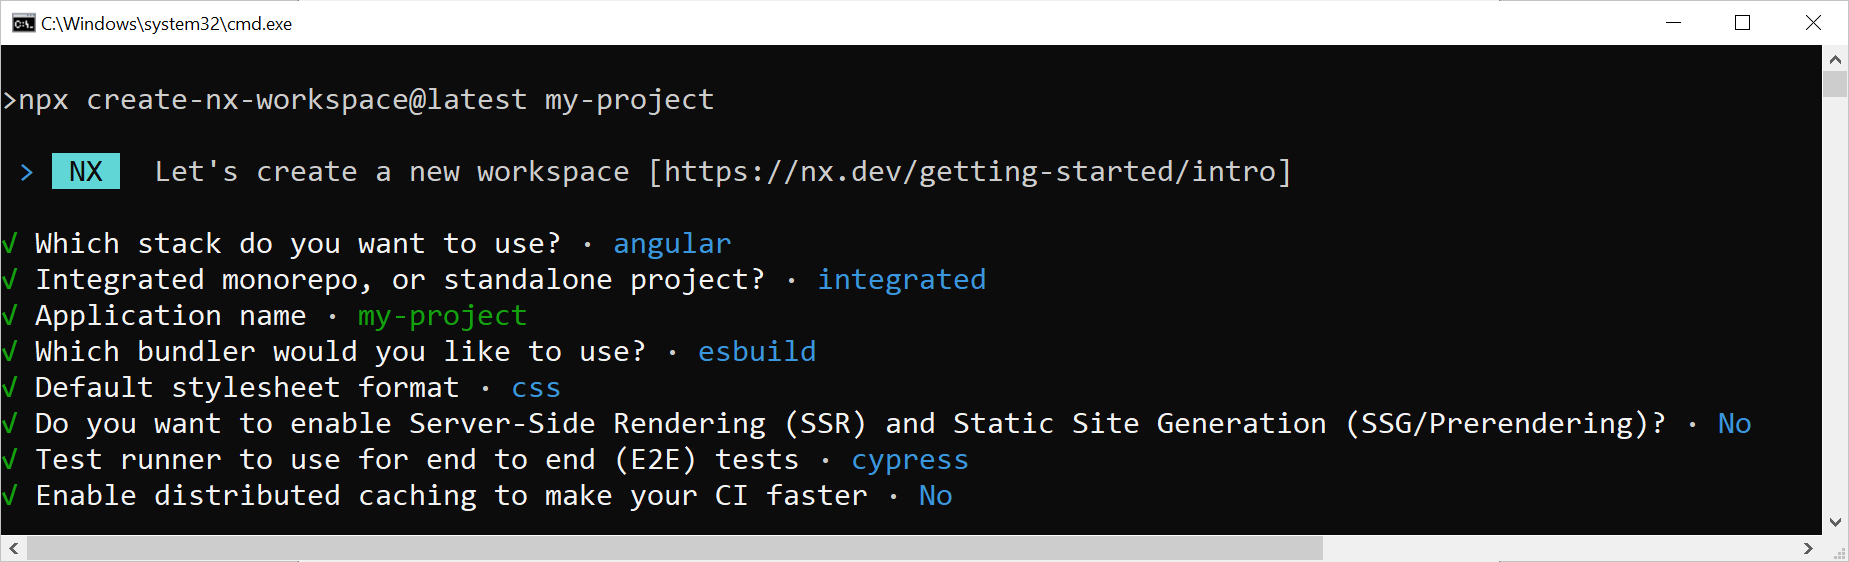 C:\Windows\system32\cmd.exe
>npx create-nx-workspace@latest my-project
> NX Let's create a new workspace [https://nx.dev/getting-started/intro]
√ Which stack do you want to use? · angular
√ Integrated monorepo, or standalone project? · integrated
√ Application name · my-project
√ Which bundler would you like to use? · esbuild
√ Default stylesheet format · css
√ Do you want to enable Server-Side Rendering (SSR) and Static Site Generation (SSG/Prerendering)? · No
√ Test runner to use for end to end (E2E) tests · cypress
√ Enable distributed caching to make your CI faster · No